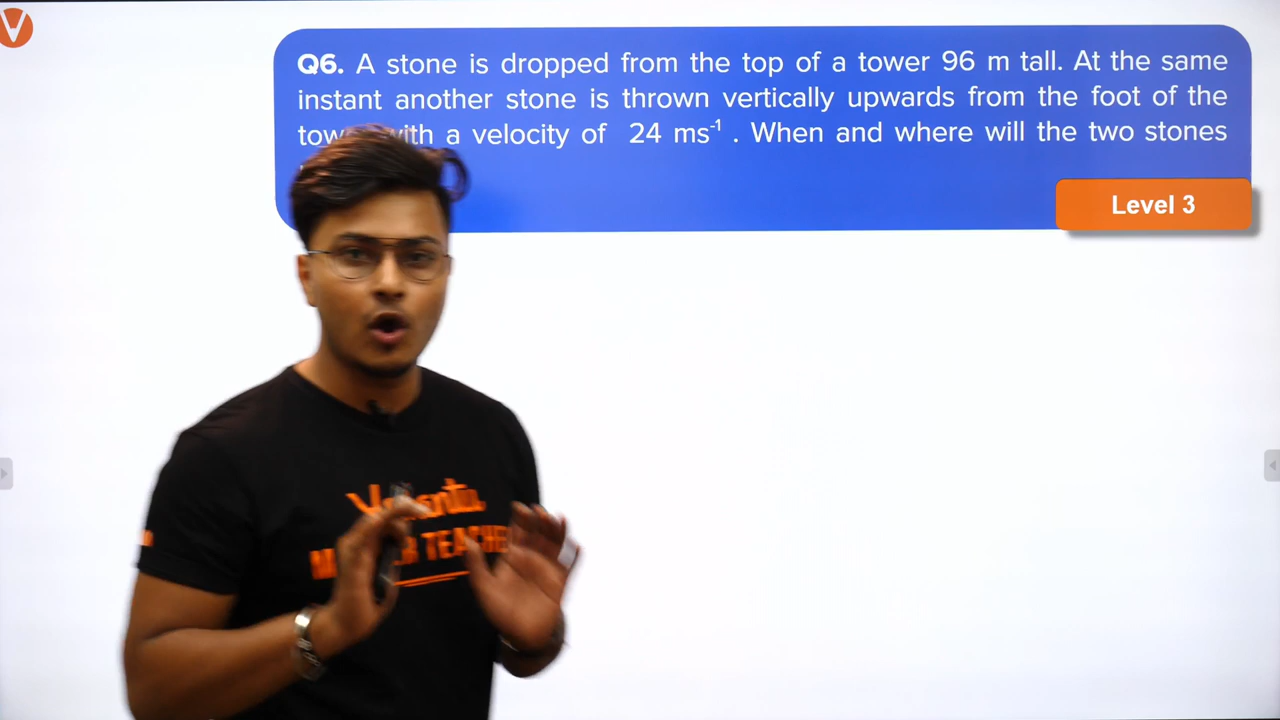 Q6. A stone is dropped from the top of a tower 96 m tall. At the same
instant another stone is thrown vertically upwards from the foot of the
with a velocity of 24 ms⁻¹ . When and where will the two stones
Level 3
TEACHE